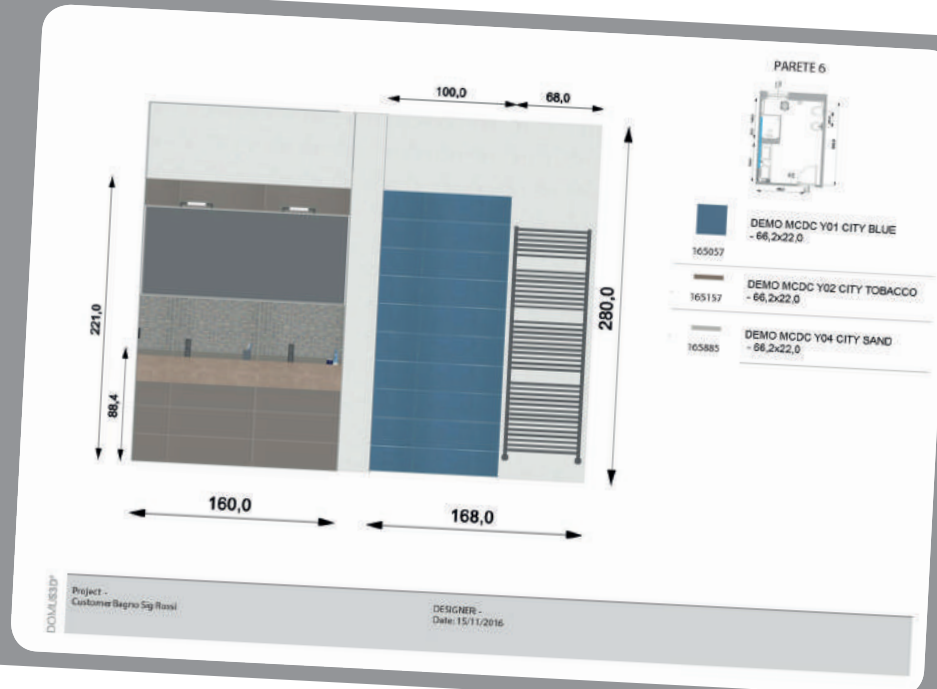 PARETE 6
100,0
68,0
221,0
88,4
280,0
160,0
168,0
165057
DEMO MCDC Y01 CITY BLUE
- 66,2x22,0
165157
DEMO MCDC Y02 CITY TOBACCO
- 66,2x22,0
165885
DEMO MCDC Y04 CITY SAND
- 66,2x22,0
DOMUS3D®
Project -
Customer Bagno Sig Rossi
DESIGNER -
Date: 15/11/2016